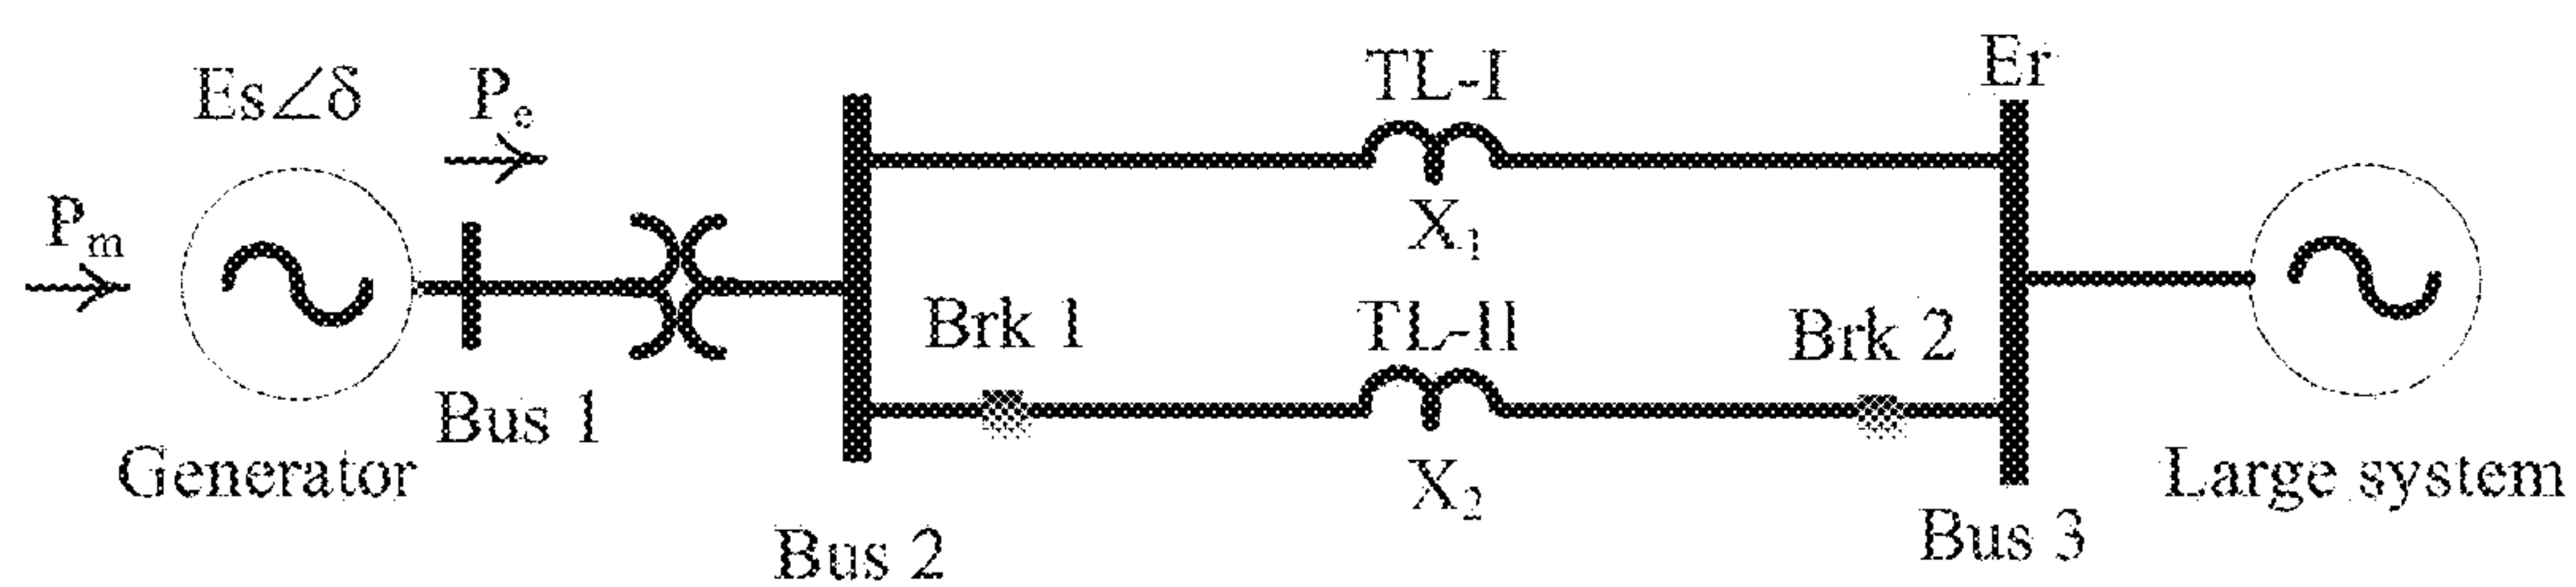 Es∠δ
Pe
Pm
Generator
Bus 1
Bus 2
TL-I
X1
Brk 1
TL-II
X2
Brk 2
Er
Bus 3
Large system